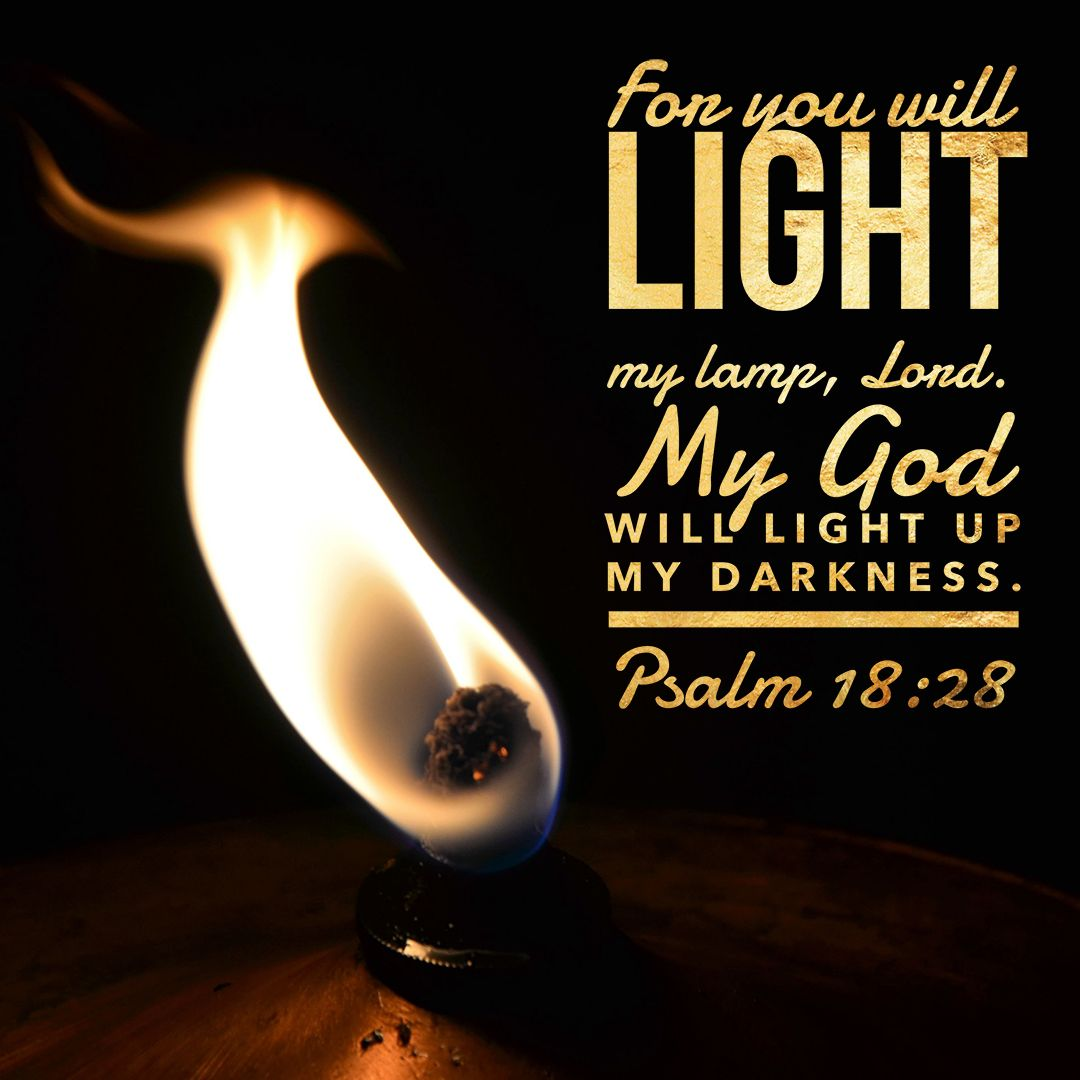 For you will
LIGHT
my lamp, Lord.
My God
WILL LIGHT UP
MY DARKNESS.
Psalm 18:28